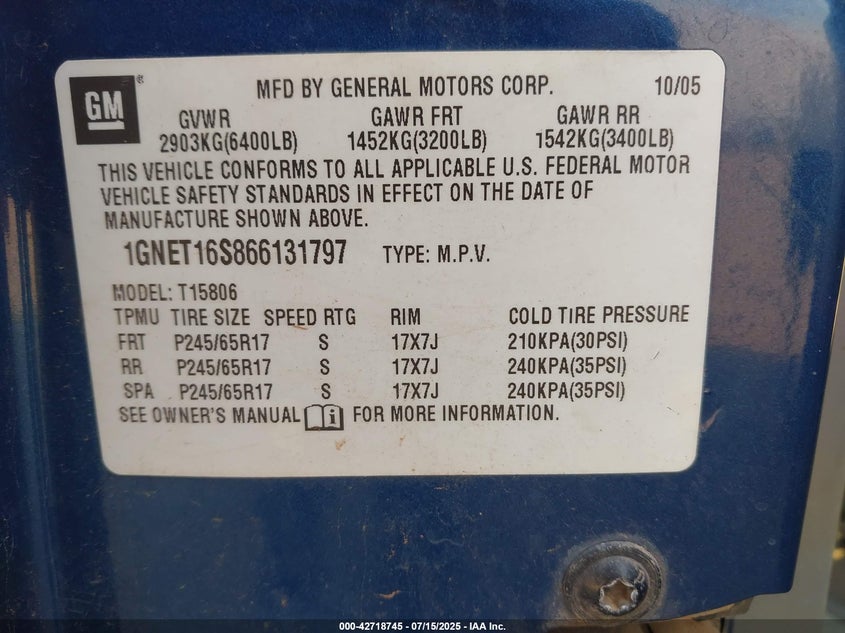 GM
MFD BY GENERAL MOTORS CORP. 10/05
GVWR GAWR FRT GAWR RR
2903KG(6400LB) 1452KG(3200LB) 1542KG(3400LB)
THIS VEHICLE CONFORMS TO ALL APPLICABLE U.S. FEDERAL MOTOR
VEHICLE SAFETY STANDARDS IN EFFECT ON THE DATE OF
MANUFACTURE SHOWN ABOVE.
1GNET16S866131797 TYPE: M.P.V.
MODEL: T15806
TPMU TIRE SIZE SPEED RTG RIM COLD TIRE PRESSURE
FRT P245/65R17 S 17X7J 210KPA(30PSI)
RR P245/65R17 S 17X7J 240KPA(35PSI)
SPA P245/65R17 S 17X7J 240KPA(35PSI)
SEE OWNER'S MANUAL i FOR MORE INFORMATION.
000-42718745 - 07/15/2025 - IAA Inc.